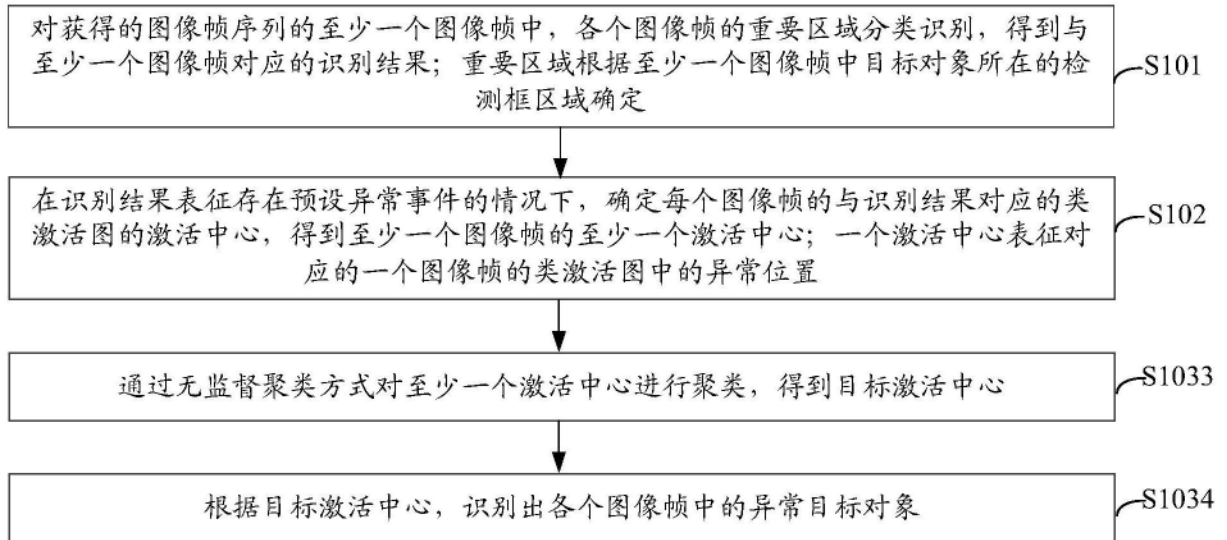 对获得的图像帧序列的至少一个图像帧中，各个图像帧的重要区域分类识别，得到与
至少一个图像帧对应的识别结果；重要区域根据至少一个图像帧中目标对象所在的检
测框区域确定
S101
在识别结果表征存在预设异常事件的情况下，确定每个图像帧的与识别结果对应的类
激活图的激活中心，得到至少一个图像帧的至少一个激活中心；一个激活中心表征对
应的一个图像帧的类激活图中的异常位置
S102
通过无监督聚类方式对至少一个激活中心进行聚类，得到目标激活中心
S1033
根据目标激活中心，识别出各个图像帧中的异常目标对象
S1034